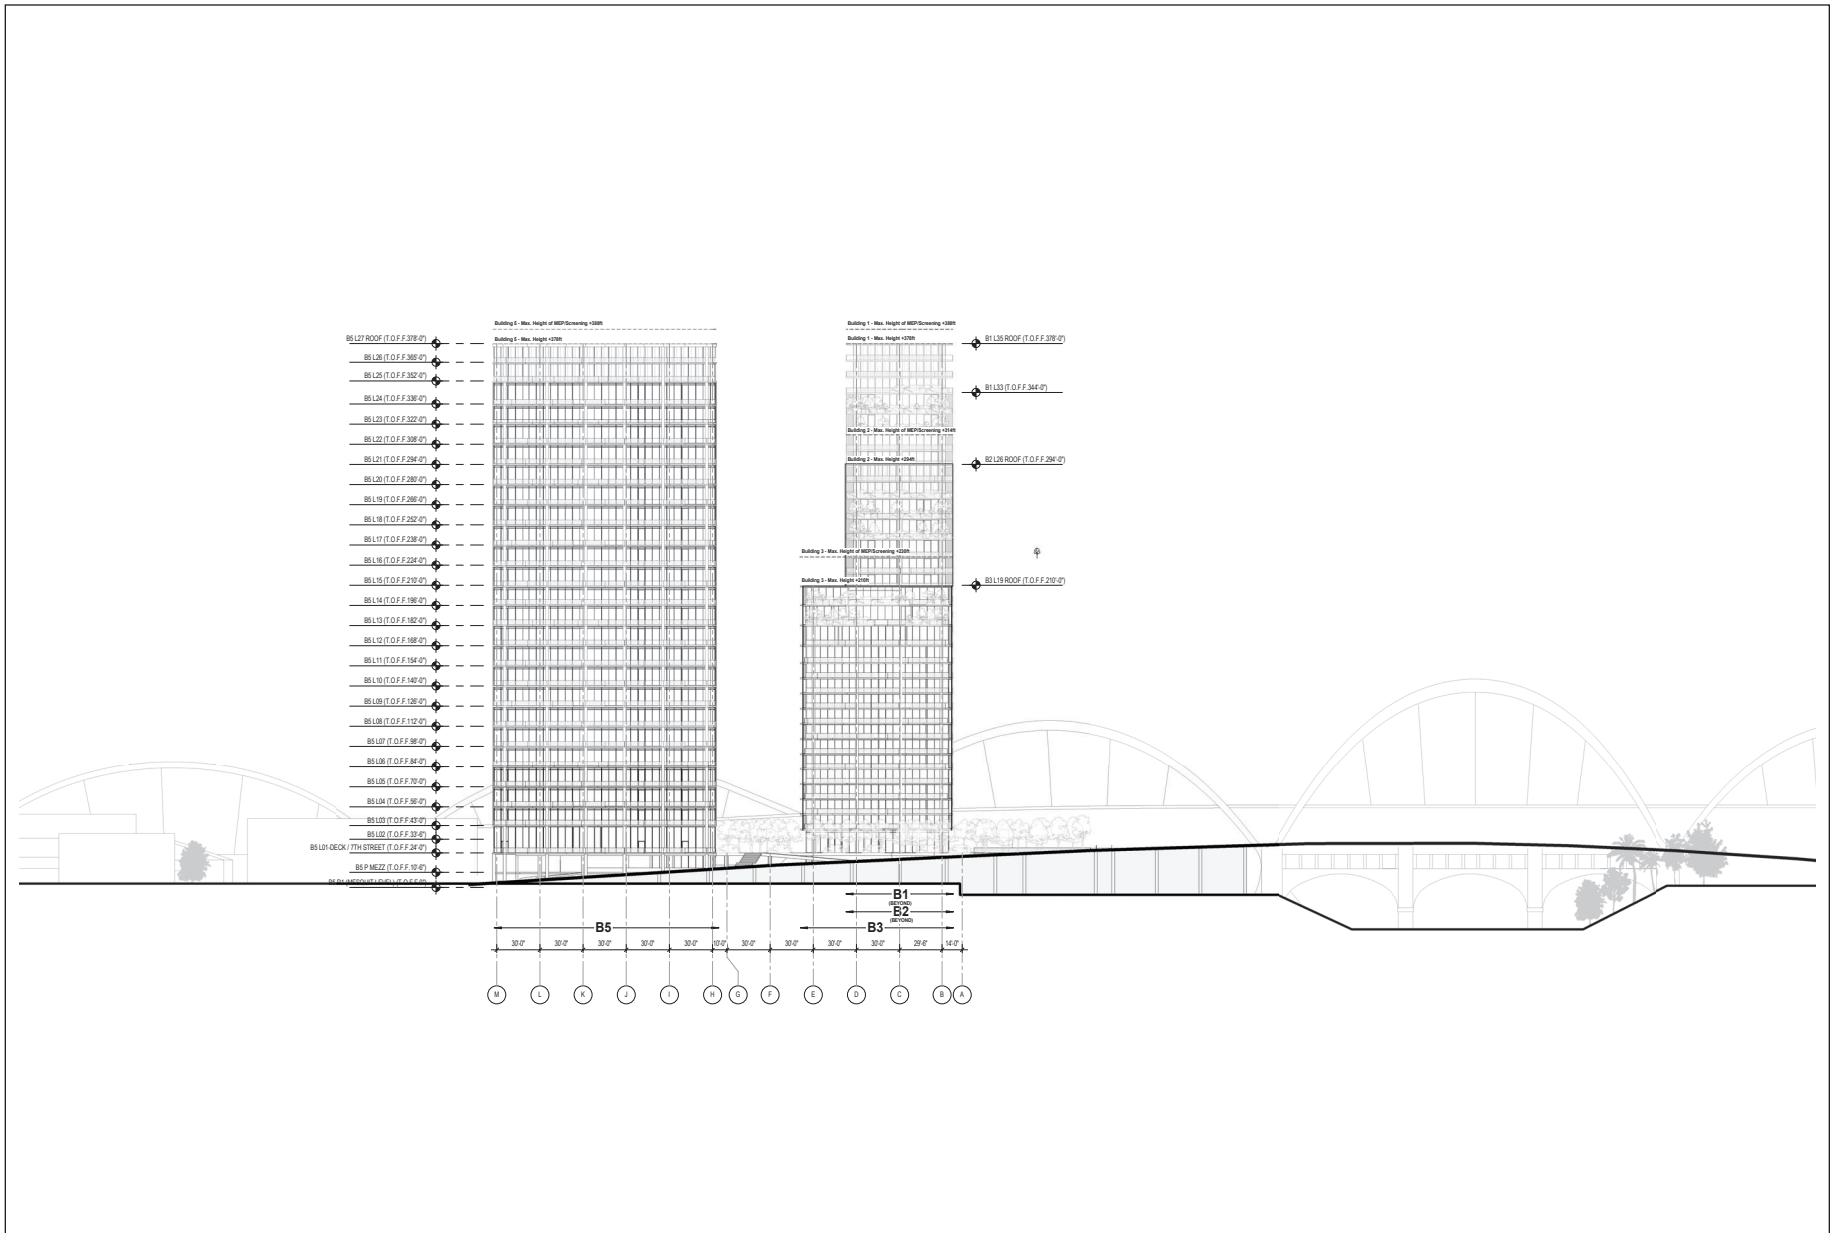 Building 5 - Max. Height of MEP/Screening +388ft
Building 5 - Max. Height +378ft
Building 1 - Max. Height of MEP/Screening +388ft
Building 1 - Max. Height +378ft
Building 2 - Max. Height of MEP/Screening +314ft
Building 2 - Max. Height +294ft
Building 3 - Max. Height of MEP/Screening +230ft
Building 3 - Max. Height +210ft
B5 L27 ROOF (T.O.F.F.378'-0")
B5 L26 (T.O.F.F.365'-0")
B5 L25 (T.O.F.F.352'-0")
B5 L24 (T.O.F.F.336'-0")
B5 L23 (T.O.F.F.322'-0")
B5 L22 (T.O.F.F.308'-0")
B5 L21 (T.O.F.F.294'-0")
B5 L20 (T.O.F.F.280'-0")
B5 L19 (T.O.F.F.266'-0")
B5 L18 (T.O.F.F.252'-0")
B5 L17 (T.O.F.F.238'-0")
B5 L16 (T.O.F.F.224'-0")
B5 L15 (T.O.F.F.210'-0")
B5 L14 (T.O.F.F.196'-0")
B5 L13 (T.O.F.F.182'-0")
B5 L12 (T.O.F.F.168'-0")
B5 L11 (T.O.F.F.154'-0")
B5 L10 (T.O.F.F.140'-0")
B5 L09 (T.O.F.F.126'-0")
B5 L08 (T.O.F.F.112'-0")
B5 L07 (T.O.F.F.98'-0")
B5 L06 (T.O.F.F.84'-0")
B5 L05 (T.O.F.F.70'-0")
B5 L04 (T.O.F.F.56'-0")
B5 L03 (T.O.F.F.43'-0")
B5 L02 (T.O.F.F.33'-6")
B5 L01-DECK / 7TH STREET (T.O.F.F.24'-0")
B5 P MEZZ (T.O.F.F.10'-6")
B5 P1 (MESQUIT LEVEL) (T.O.F.F.0")
B1 L35 ROOF (T.O.F.F.378'-0")
B1 L33 (T.O.F.F.344'-0")
B2 L26 ROOF (T.O.F.F.294'-0")
B3 L19 ROOF (T.O.F.F.210'-0")
B1
(BEYOND)
B2
(BEYOND)
B5 B3
30'-0" 30'-0" 30'-0" 30'-0" 30'-0" 10'-0" 30'-0" 30'-0" 30'-0" 30'-0" 29'-6" 14'-0"
M L K J I H G F E D C B A